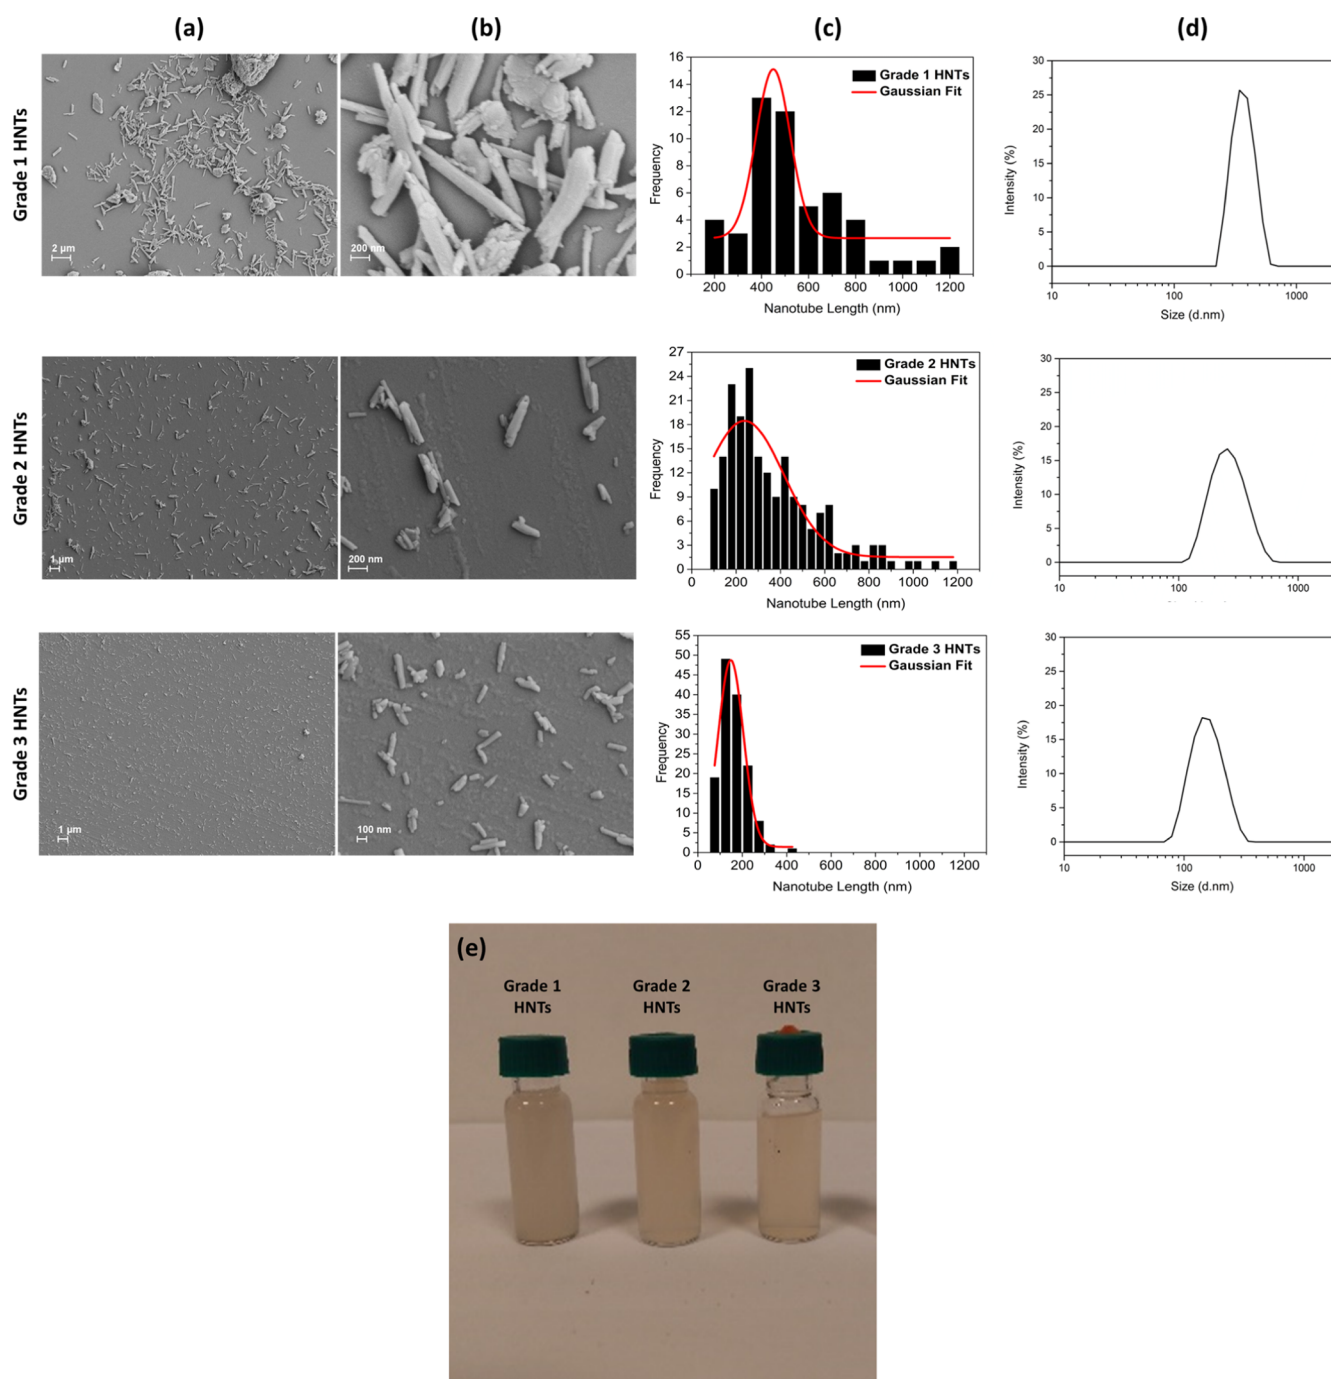 (a)
(b)
(c)
(d)
Grade 1 HNTs
2 µm
200 nm
16
14
12
10
8
6
4
2
0
Frequency
Grade 1 HNTs
Gaussian Fit
200 400 600 800 1000 1200
Nanotube Length (nm)
30
25
20
15
10
5
0
Intensity (%)
10 100 1000
Size (d.nm)
Grade 2 HNTs
1 µm
200 nm
27
24
21
18
15
12
9
6
3
0
Frequency
Grade 2 HNTs
Gaussian Fit
0 200 400 600 800 1000 1200
Nanotube Length (nm)
30
25
20
15
10
5
0
Intensity (%)
10 100 1000
Grade 3 HNTs
1 µm
100 nm
55
50
45
40
35
30
25
20
15
10
5
0
Frequency
Grade 3 HNTs
Gaussian Fit
0 200 400 600 800 1000 1200
Nanotube Length (nm)
30
25
20
15
10
5
0
Intensity (%)
10 100 1000
Size (d.nm)
(e)
Grade 1
HNTs
Grade 2
HNTs
Grade 3
HNTs